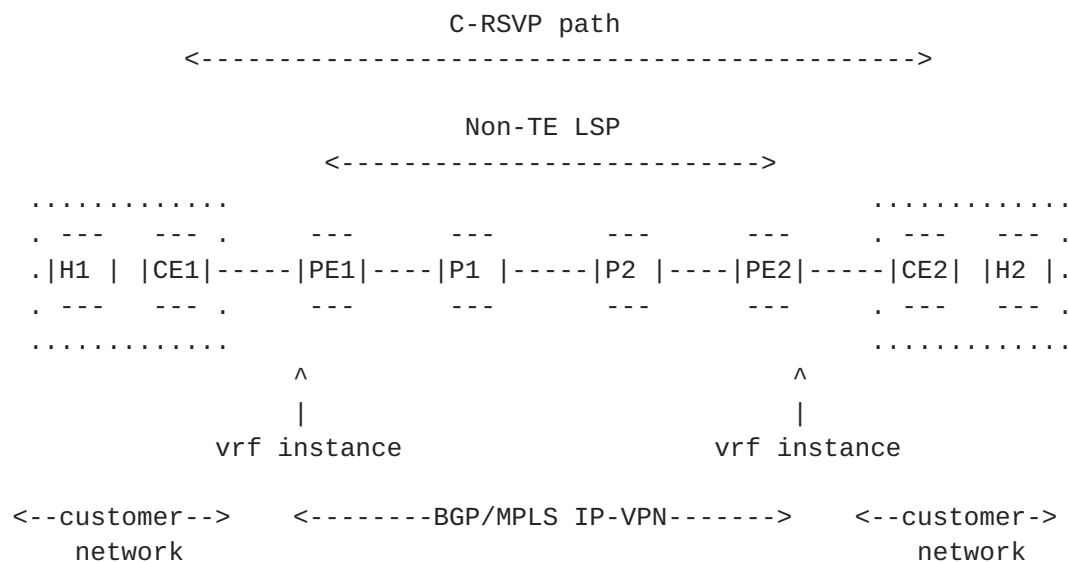 C-RSVP path
<---------------------------------------------->
Non-TE LSP
<--------------------------->
.............                                         .............
. ---   --- .     ---      ---       ---      ---     . ---   --- .
.|H1 | |CE1|-----|PE1|----|P1 |-----|P2 |----|PE2|-----|CE2| |H2 |.
. ---   --- .     ---      ---       ---      ---     . ---   --- .
.............                                         .............
^                               ^
|                               |
vrf instance                    vrf instance
<--customer-->    <--------BGP/MPLS IP-VPN------->    <--customer->
network                                               network